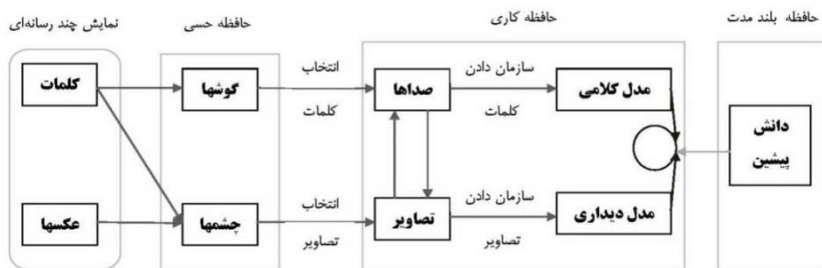 نمایش چند رسانه‌ای
حافظه حسی
حافظه کاری
حافظه بلند مدت
کلمات
گوشها
انتخاب
کلمات
صداها
سازمان دادن
کلمات
مدل کلامی
دانش
پیشین
عکسها
چشمها
انتخاب
تصاویر
تصاویر
سازمان دادن
تصاویر
مدل دیداری